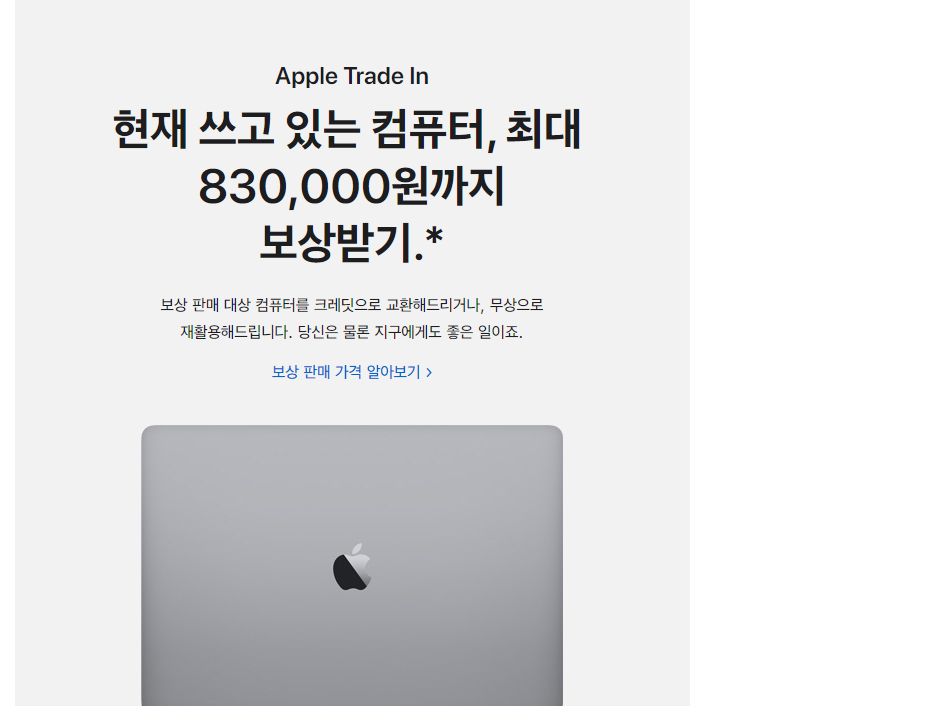 Apple Trade In
현재 쓰고 있는 컴퓨터, 최대
830,000원까지
보상받기.*
보상 판매 대상 컴퓨터를 크레딧으로 교환해드리거나, 무상으로
재활용해드립니다. 당신은 물론 지구에게도 좋은 일이죠.
보상 판매 가격 알아보기 >